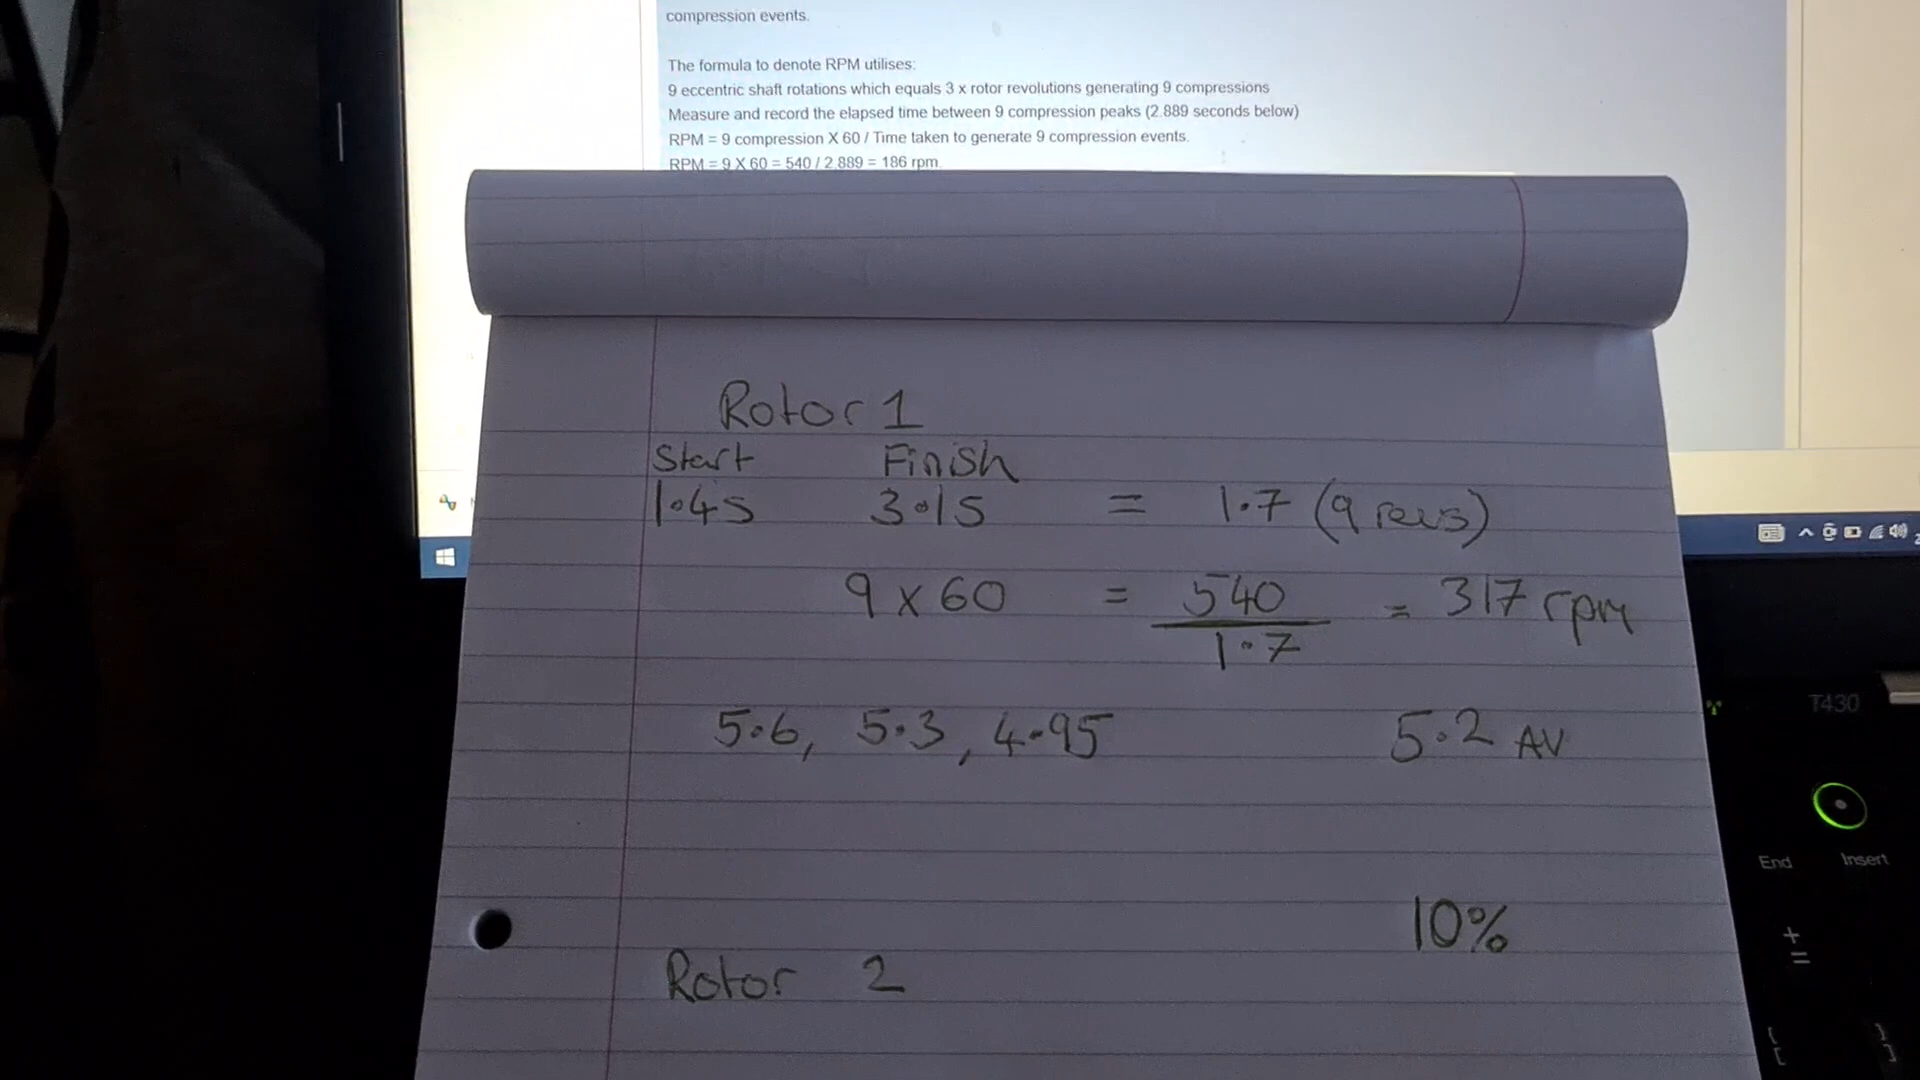 compression events.
The formula to denote RPM utilises:
9 eccentric shaft rotations which equals 3 x rotor revolutions generating 9 compressions
Measure and record the elapsed time between 9 compression peaks (2.889 seconds below)
RPM = 9 compression X 60 / Time taken to generate 9 compression events.
RPM = 9 X 60 = 540 / 2.889 = 186 rpm
Rotor 1
Start Finish
1.45 3.15 = 1.7 (9 revs)
9 x 60 = 540 / 1.7 = 317 rpm
5.6, 5.3, 4.95 5.2 AV
10%
Rotor 2
T430
End Insert
+
=
{ }
[ ]